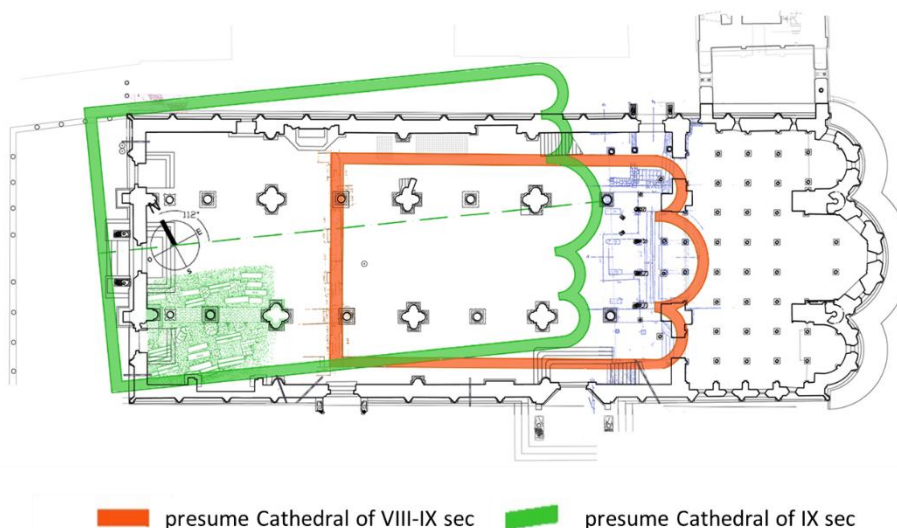 112°
E
S
presume Cathedral of VIII-IX sec
presume Cathedral of IX sec